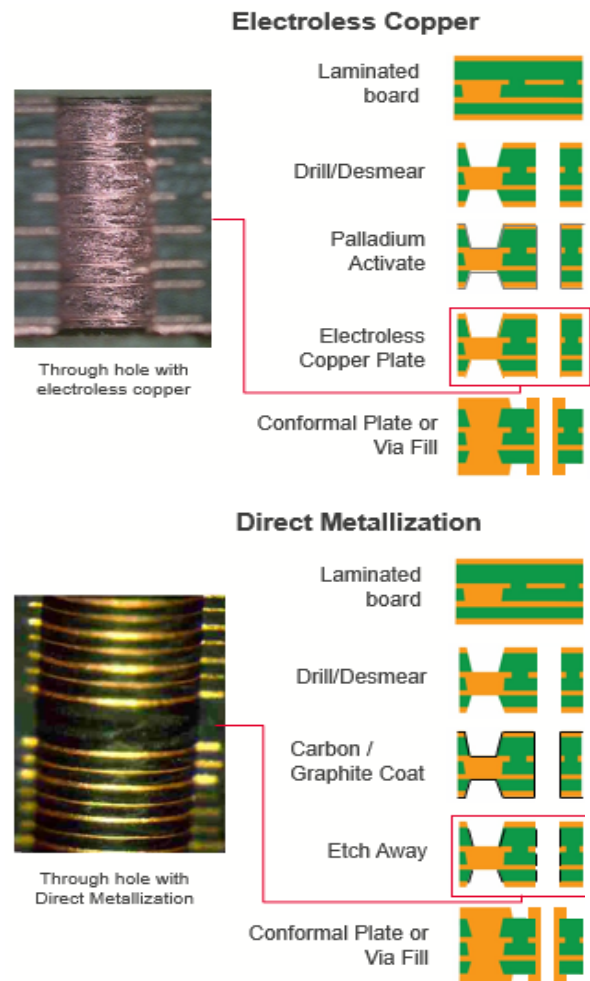 Electroless Copper
Laminated
board
Drill/Desmear
Palladium
Activate
Electroless
Copper Plate
Through hole with
electroless copper
Conformal Plate or
Via Fill
Direct Metallization
Laminated
board
Drill/Desmear
Carbon /
Graphite Coat
Etch Away
Through hole with
Direct Metallization
Conformal Plate or
Via Fill